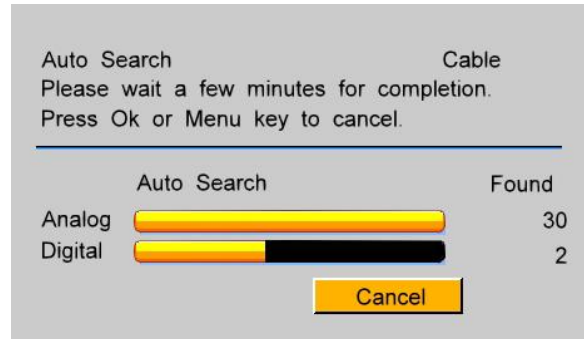 Auto Search Cable
Please wait a few minutes for completion.
Press Ok or Menu key to cancel.
Auto Search Found
Analog 30
Digital 2
Cancel